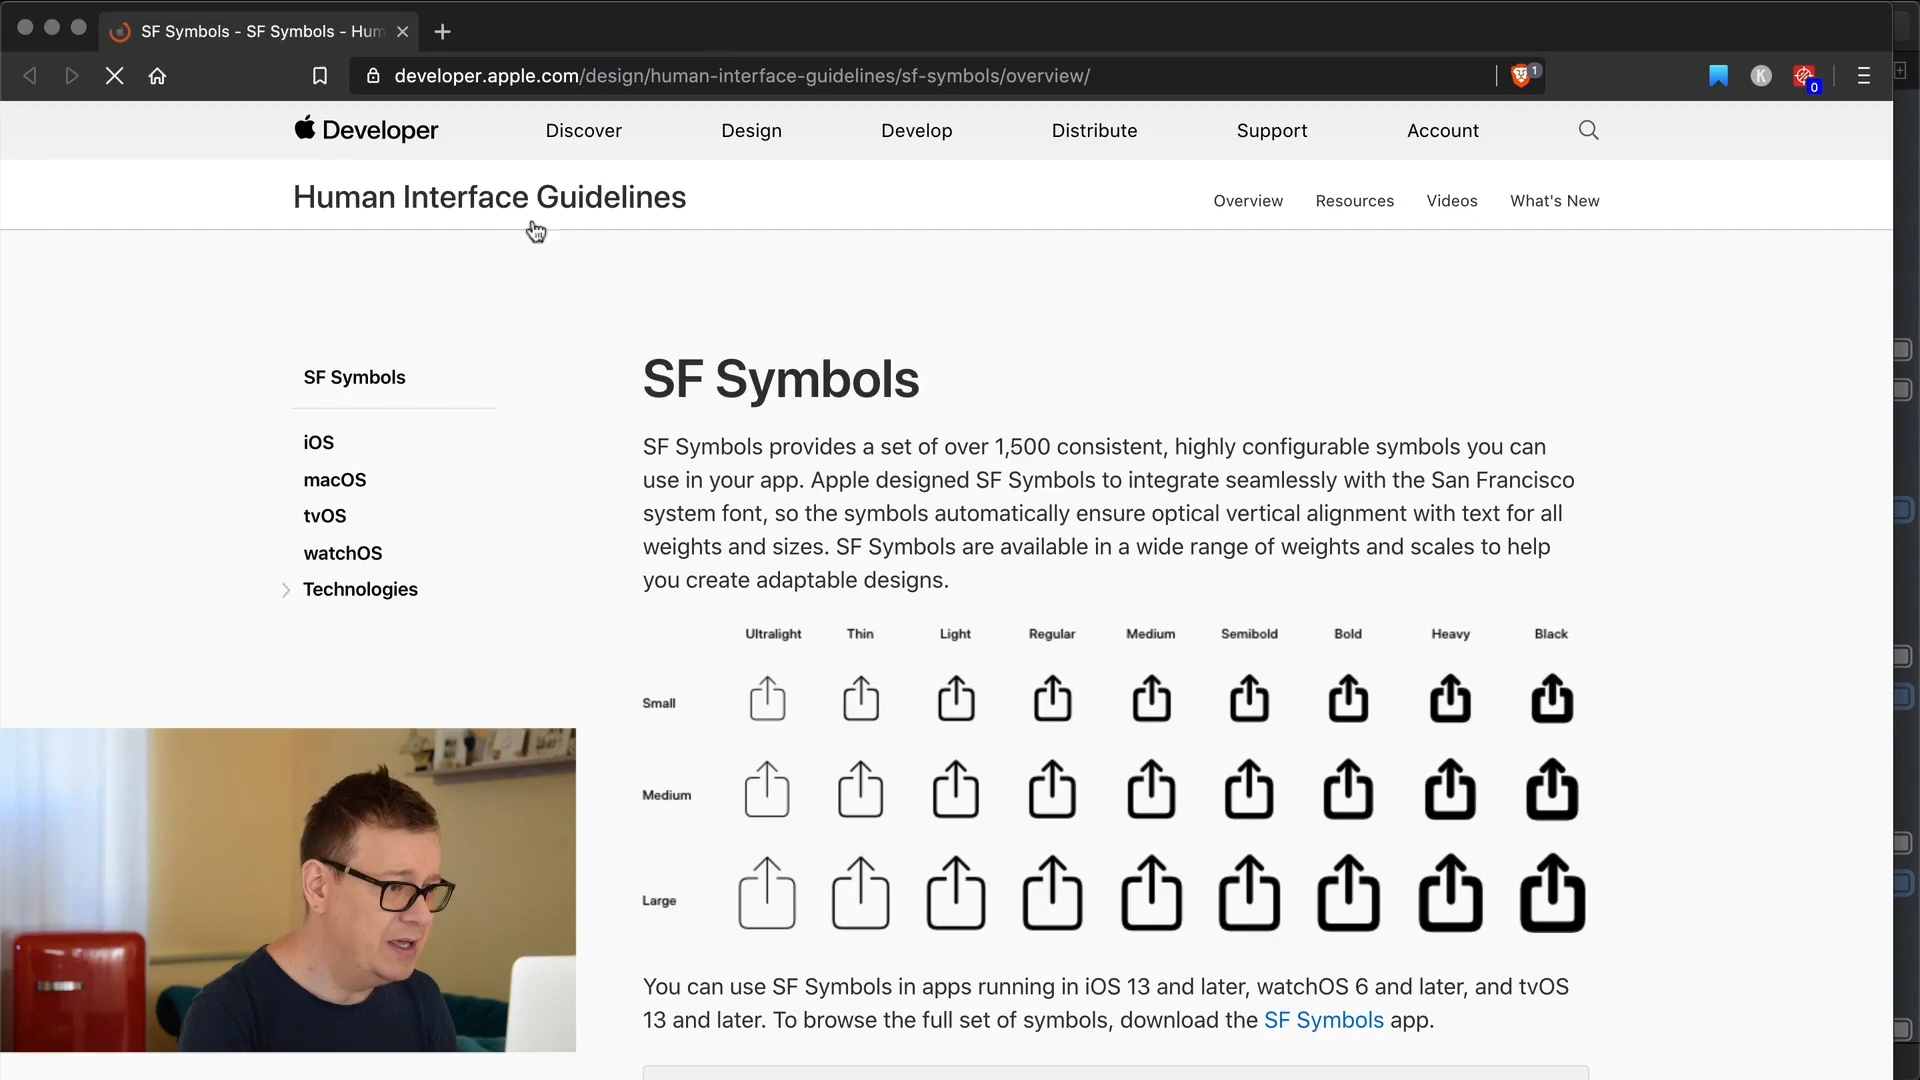 SF Symbols - SF Symbols - Hum
developer.apple.com/design/human-interface-guidelines/sf-symbols/overview/
1
K
0
Developer
Discover
Design
Develop
Distribute
Support
Account
Human Interface Guidelines
Overview
Resources
Videos
What's New
SF Symbols
iOS
macOS
tvOS
watchOS
Technologies
SF Symbols
SF Symbols provides a set of over 1,500 consistent, highly configurable symbols you can
use in your app. Apple designed SF Symbols to integrate seamlessly with the San Francisco
system font, so the symbols automatically ensure optical vertical alignment with text for all
weights and sizes. SF Symbols are available in a wide range of weights and scales to help
you create adaptable designs.
Ultralight Thin Light Regular Medium Semibold Bold Heavy Black
Small
Medium
Large
You can use SF Symbols in apps running in iOS 13 and later, watchOS 6 and later, and tvOS
13 and later. To browse the full set of symbols, download the SF Symbols app.